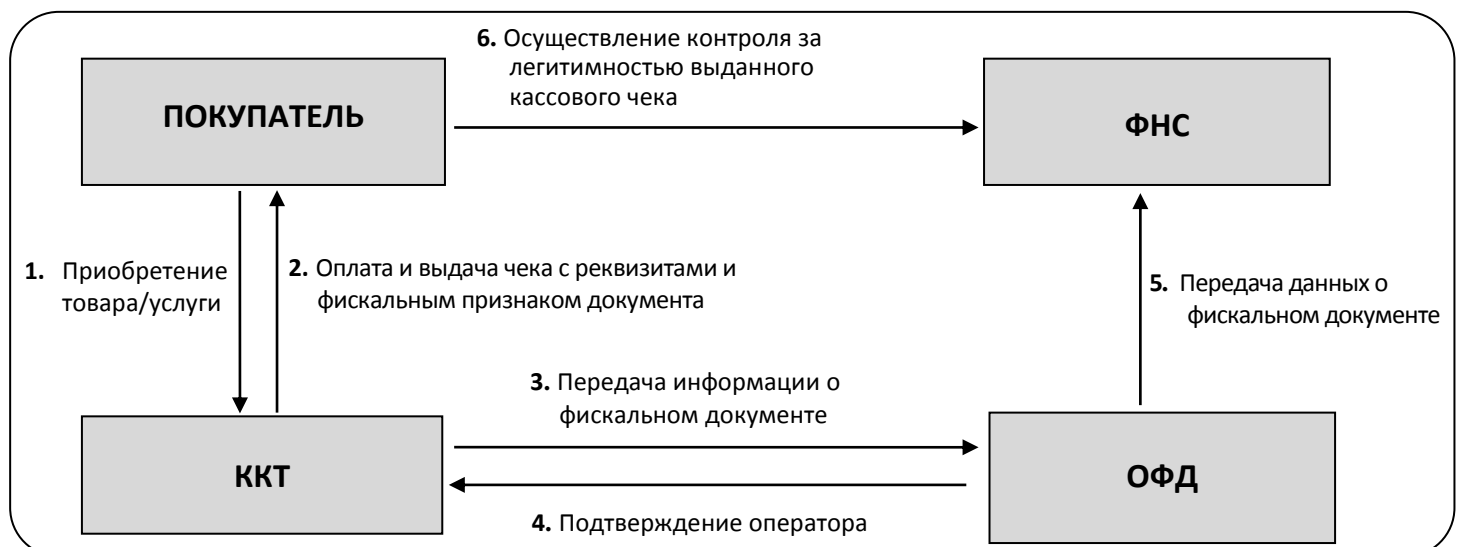 6. Осуществление контроля за
легитимностью выданного
кассового чека
ПОКУПАТЕЛЬ
ФНС
1. Приобретение
товара/услуги
2. Оплата и выдача чека с реквизитами и
фискальным признаком документа
5. Передача данных о
фискальном документе
3. Передача информации о
фискальном документе
ККТ
ОФД
4. Подтверждение оператора